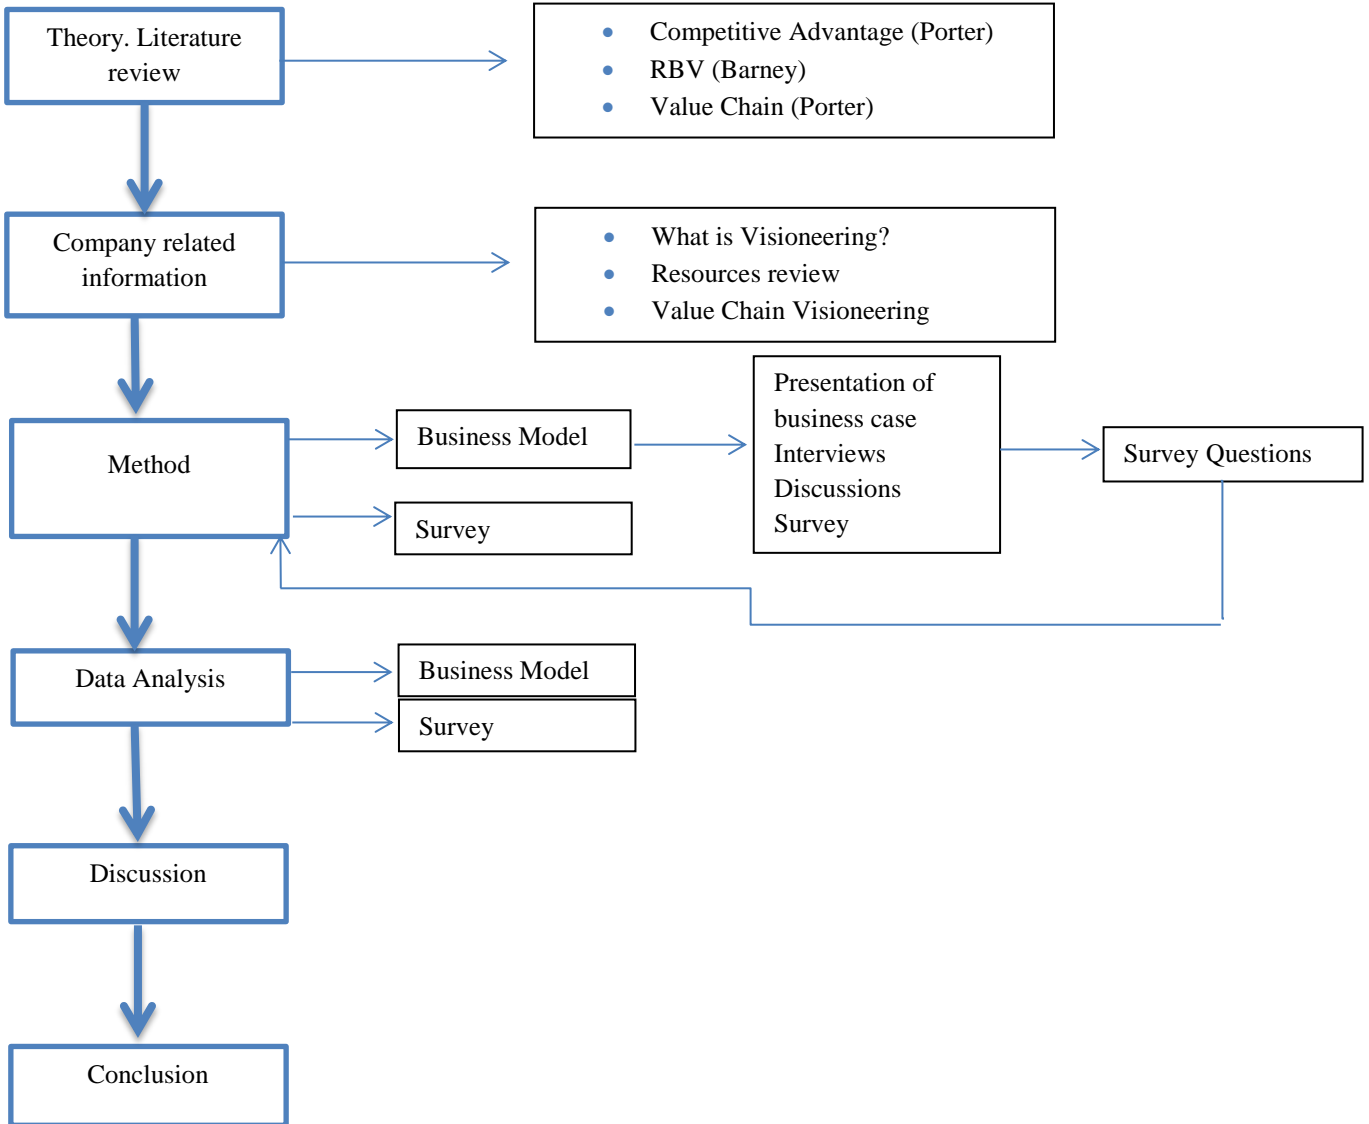 Theory. Literature
review
• Competitive Advantage (Porter)
• RBV (Barney)
• Value Chain (Porter)
Company related
information
• What is Visioneering?
• Resources review
• Value Chain Visioneering
Method
Business Model
Survey
Presentation of
business case
Interviews
Discussions
Survey
Survey Questions
Data Analysis
Business Model
Survey
Discussion
Conclusion